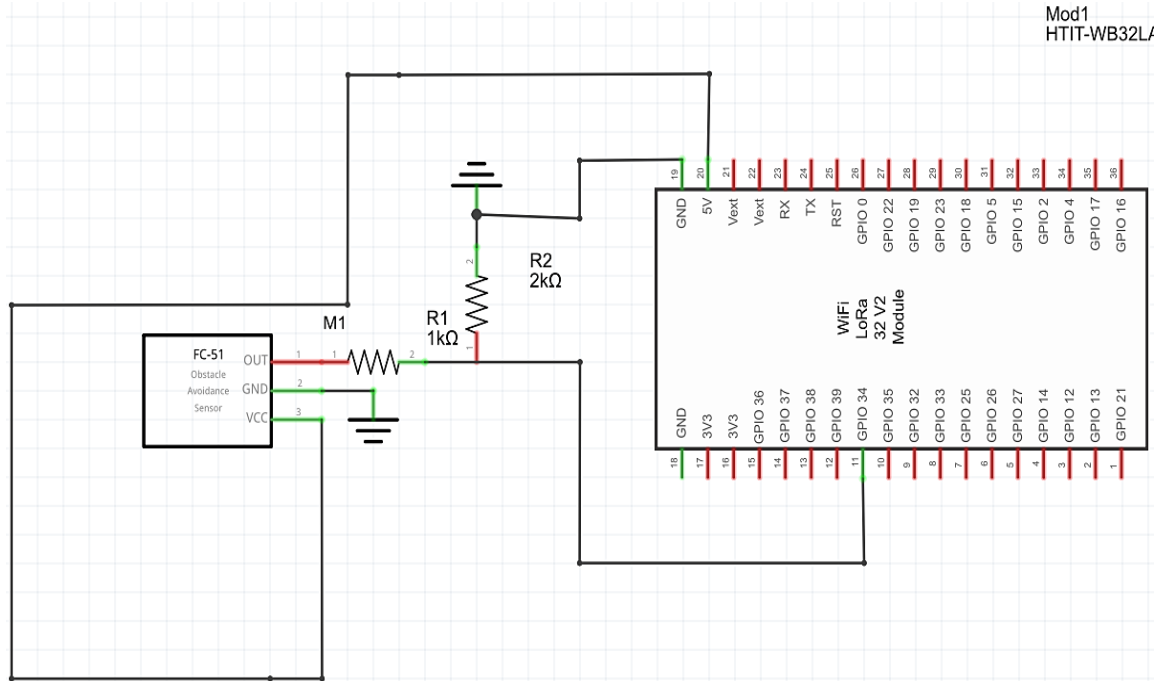 Mod1
HTIT-WB32LA
19
20
21
22
23
24
25
26
27
28
29
30
31
32
33
34
35
36
GND
5V
Vext
Vext
RX
TX
RST
GPIO 0
GPIO 22
GPIO 19
GPIO 23
GPIO 18
GPIO 5
GPIO 15
GPIO 2
GPIO 4
GPIO 17
GPIO 16
2
R2
2kΩ
WiFi
LoRa
32 V2
Module
M1
R1
1kΩ
1
FC-51
Obstacle
Avoidance
Sensor
OUT
GND
VCC
1
1
2
2
3
GND
3V3
3V3
GPIO 36
GPIO 37
GPIO 38
GPIO 39
GPIO 34
GPIO 35
GPIO 32
GPIO 33
GPIO 25
GPIO 26
GPIO 27
GPIO 14
GPIO 12
GPIO 13
GPIO 21
18
17
16
15
14
13
12
11
10
9
8
7
6
5
4
3
2
1